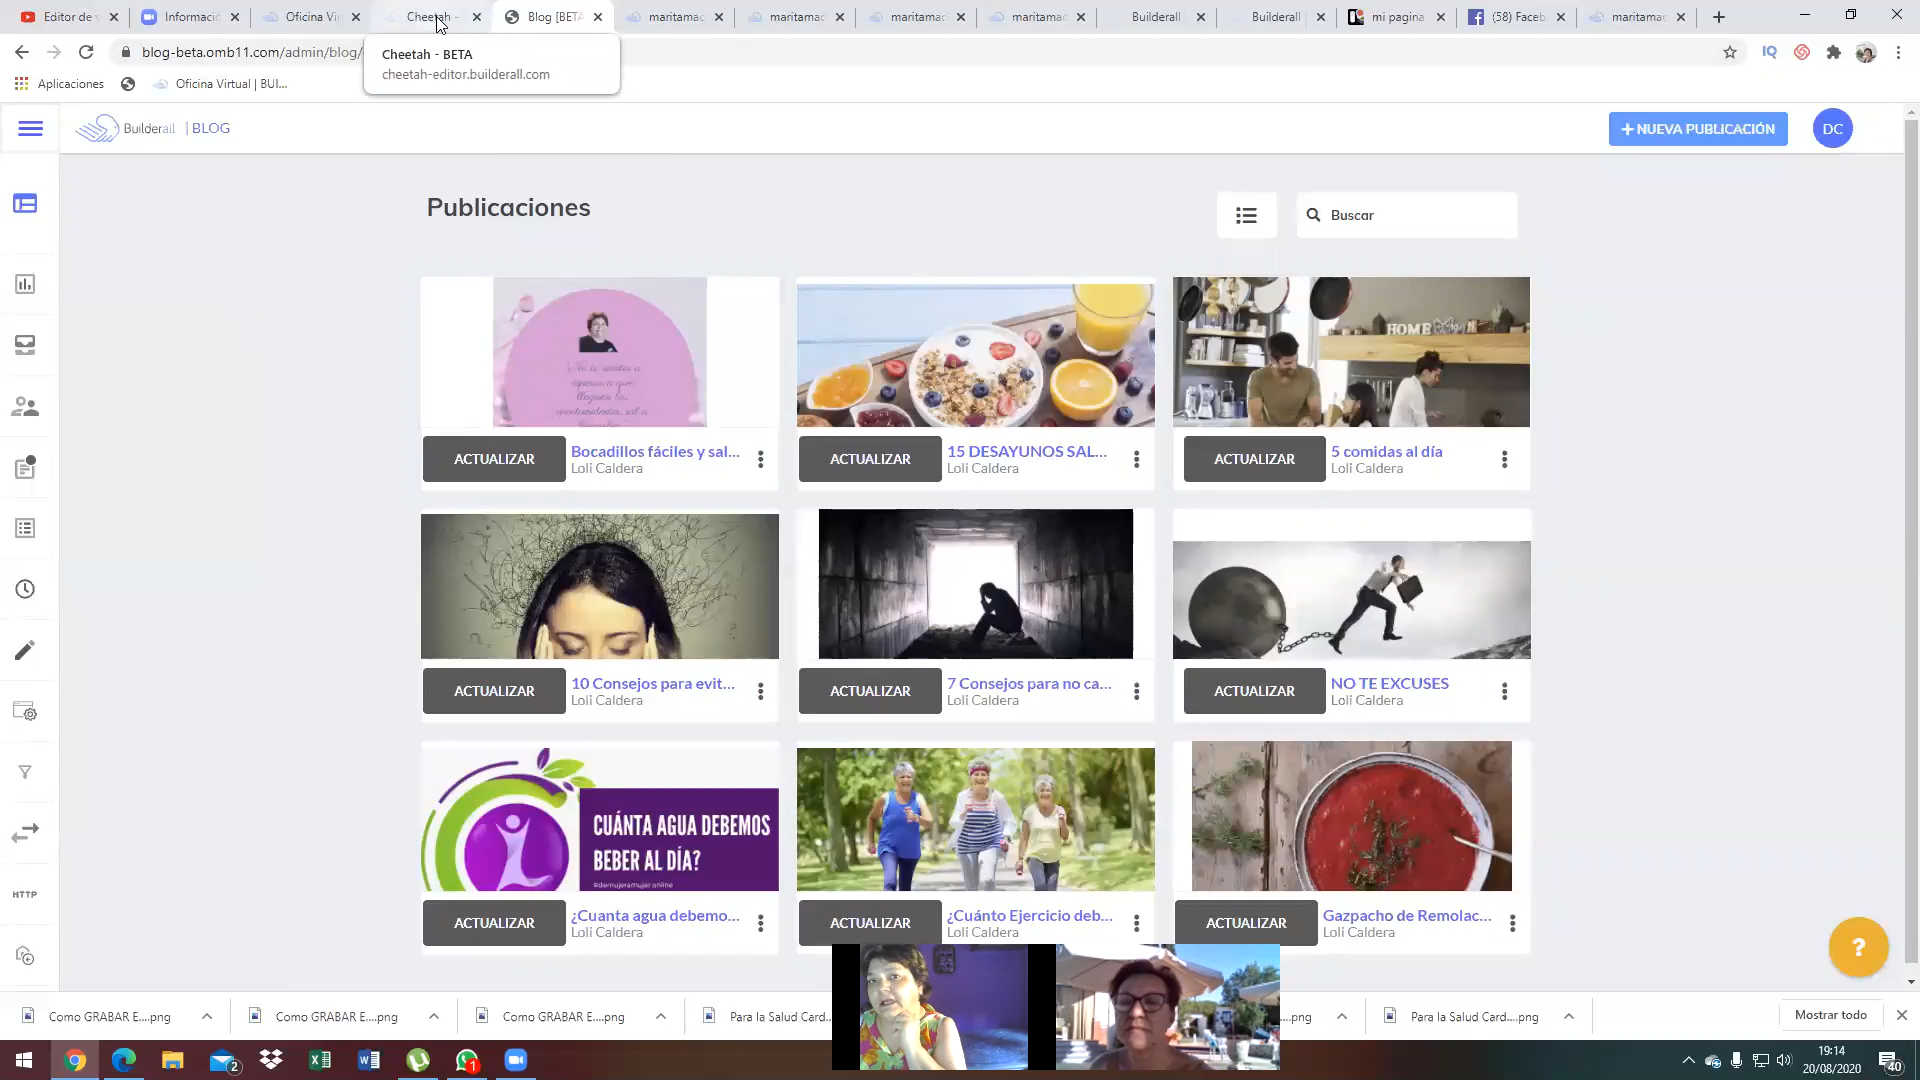 Editor de v
Informació
Oficina Vir
Cheetah -
Blog [BETA
maritamac
maritamac
maritamac
maritamac
Builderall
Builderall
mi pagina
(58) Faceb
maritamac
blog-beta.omb11.com/admin/blog/
Cheetah - BETA
cheetah-editor.builderall.com
Aplicaciones
Oficina Virtual | BUI...
Builderall | BLOG
+ NUEVA PUBLICACIÓN
DC
Publicaciones
Buscar
HOME
ACTUALIZAR
Bocadillos fáciles y sal...
Loli Caldera
ACTUALIZAR
15 DESAYUNOS SAL...
Loli Caldera
ACTUALIZAR
5 comidas al día
Loli Caldera
ACTUALIZAR
10 Consejos para evit...
Loli Caldera
ACTUALIZAR
7 Consejos para no ca...
Loli Caldera
ACTUALIZAR
NO TE EXCUSES
Loli Caldera
CUÁNTA AGUA DEBEMOS
BEBER AL DÍA?
#demujeramujer.online
ACTUALIZAR
¿Cuanta agua debemo...
Loli Caldera
ACTUALIZAR
¿Cuánto Ejercicio deb...
Loli Caldera
ACTUALIZAR
Gazpacho de Remolac...
Loli Caldera
HTTP
?
Como GRABAR E....png
Como GRABAR E....png
Como GRABAR E....png
Para la Salud Card....
....png
Para la Salud Card....png
Mostrar todo
2
1
19:14
20/08/2020
40